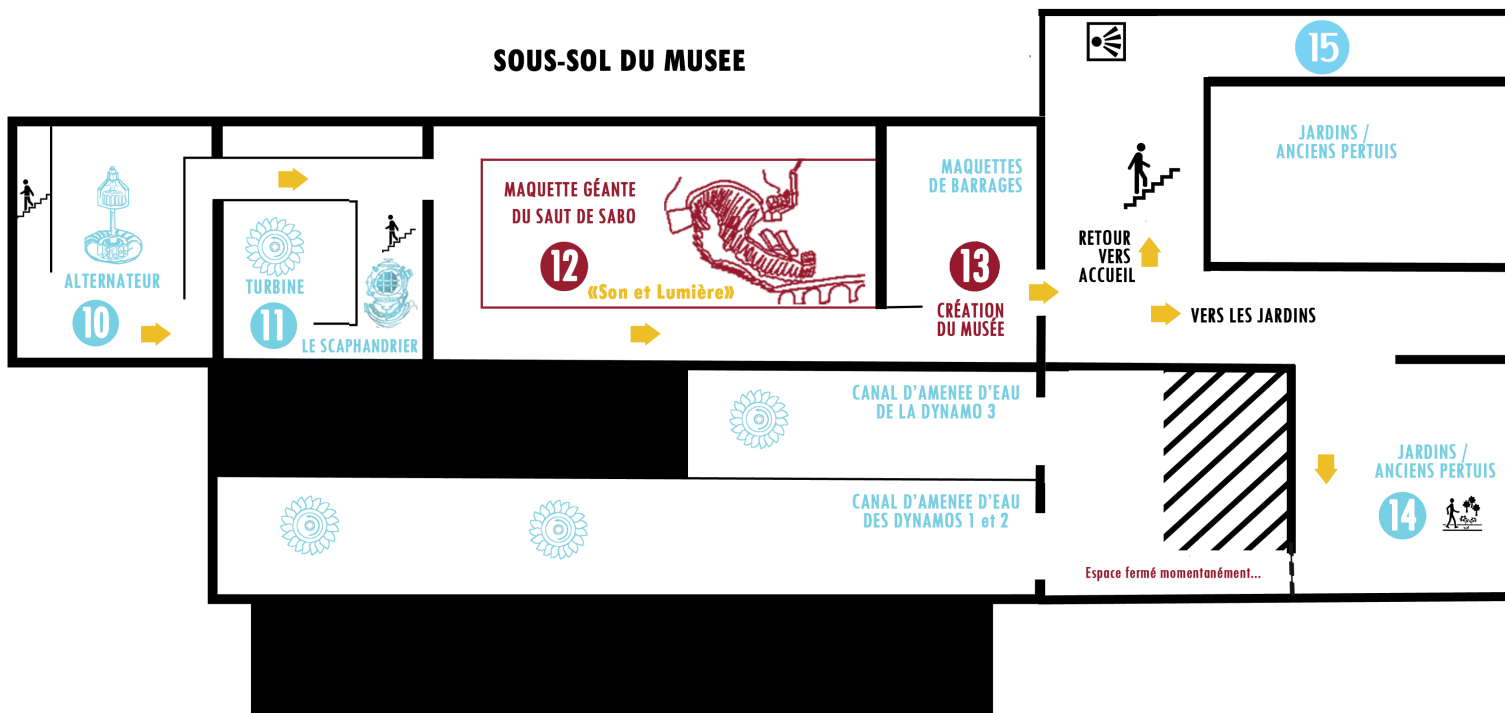 SOUS-SOL DU MUSEE
15
JARDINS /
ANCIENS PERTUIS
ALTERNATEUR
10
TURBINE
11
LE SCAPHANDRIER
MAQUETTE GÉANTE
DU SAUT DE SABO
12
«Son et Lumière»
MAQUETTES
DE BARRAGES
13
CRÉATION
DU MUSÉE
RETOUR
VERS
ACCUEIL
VERS LES JARDINS
CANAL D'AMENEE D'EAU
DE LA DYNAMO 3
CANAL D'AMENEE D'EAU
DES DYNAMOS 1 et 2
JARDINS /
ANCIENS PERTUIS
14
Espace fermé momentanément...